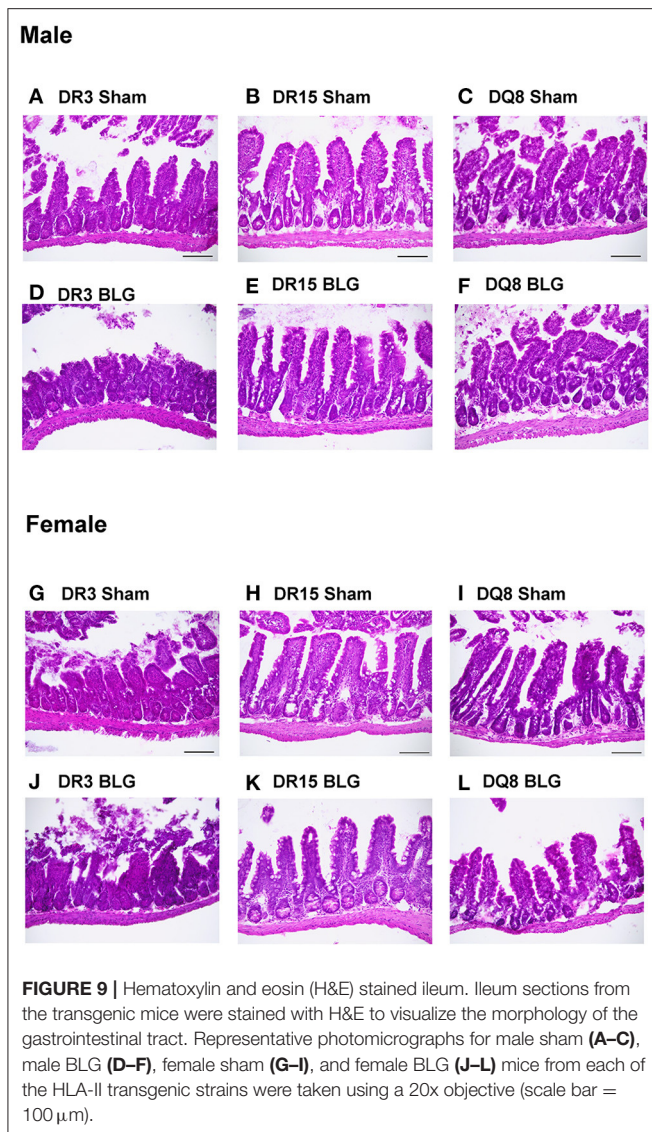 Male
A DR3 Sham
B DR15 Sham
C DQ8 Sham
D DR3 BLG
E DR15 BLG
F DQ8 BLG
Female
G DR3 Sham
H DR15 Sham
I DQ8 Sham
J DR3 BLG
K DR15 BLG
L DQ8 BLG
FIGURE 9 | Hematoxylin and eosin (H&E) stained ileum. Ileum sections from
the transgenic mice were stained with H&E to visualize the morphology of the
gastrointestinal tract. Representative photomicrographs for male sham (A–C),
male BLG (D–F), female sham (G–I), and female BLG (J–L) mice from each of
the HLA-II transgenic strains were taken using a 20x objective (scale bar =
100 μm).